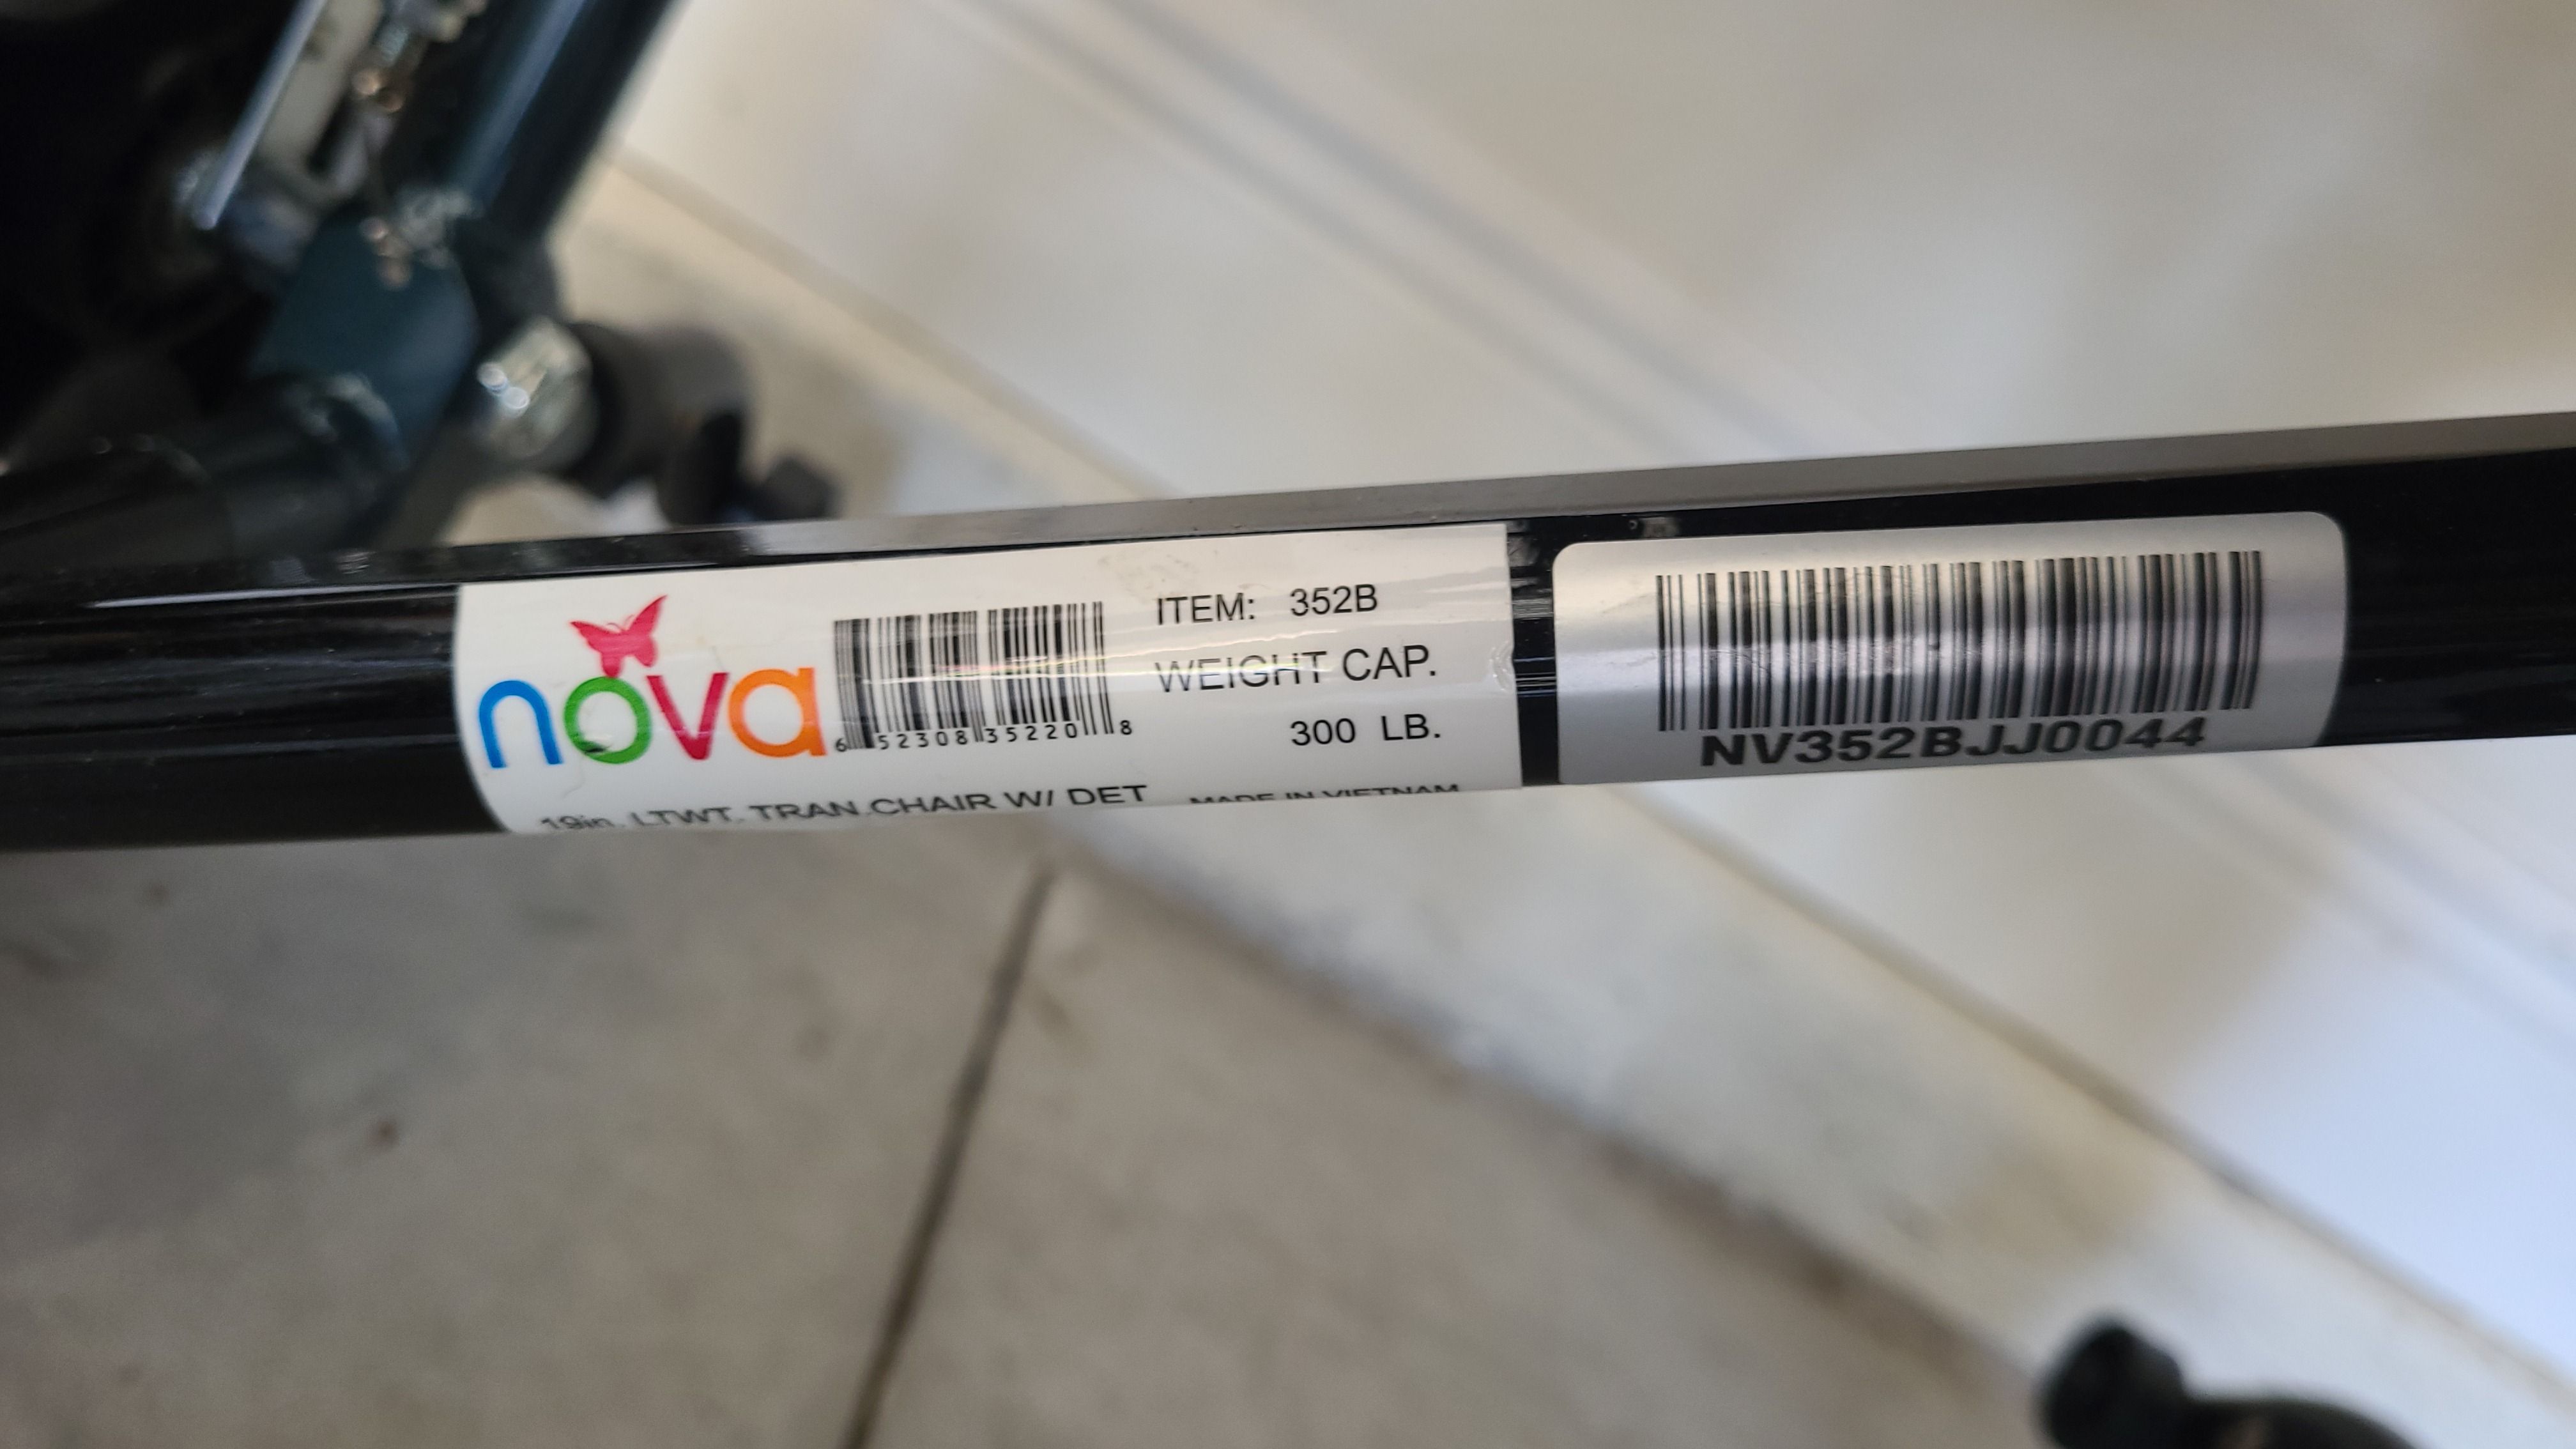 nova
6 52308 35220 8
ITEM: 352B
WEIGHT CAP.
300 LB.
19in. LTWT. TRAN.CHAIR W/ DET
MADE IN VIETNAM
NV352BJJ0044